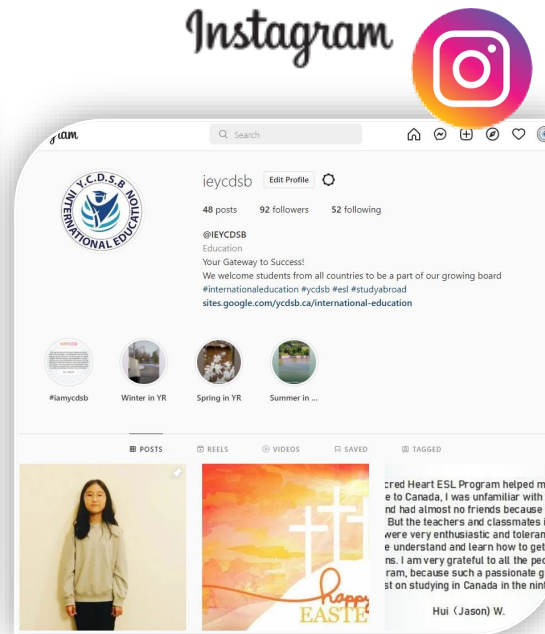 Instagram
Search
Y.C.D.S.B
INTERNATIONAL EDUCATION
ieycdsb Edit Profile
48 posts 92 followers 52 following
@IEYCDSB
Education
Your Gateway to Success!
We welcome students from all countries to be a part of our growing board
#internationaleducation #ycdsb #esl #studyabroad
sites.google.com/ycdsb.ca/international-education
#iamycdsb Winter in YR Spring in YR Summer in ...
POSTS REELS VIDEOS SAVED TAGGED
cred Heart ESL Program helped m
e to Canada, I was unfamiliar with
nd had almost no friends because
But the teachers and classmates i
were very enthusiastic and toleran
e understand and learn how to get
ns. I am very grateful to all the peo
ram, because such a passionate g
st on studying in Canada in the nin
Hui (Jason) W.
happy
EASTE